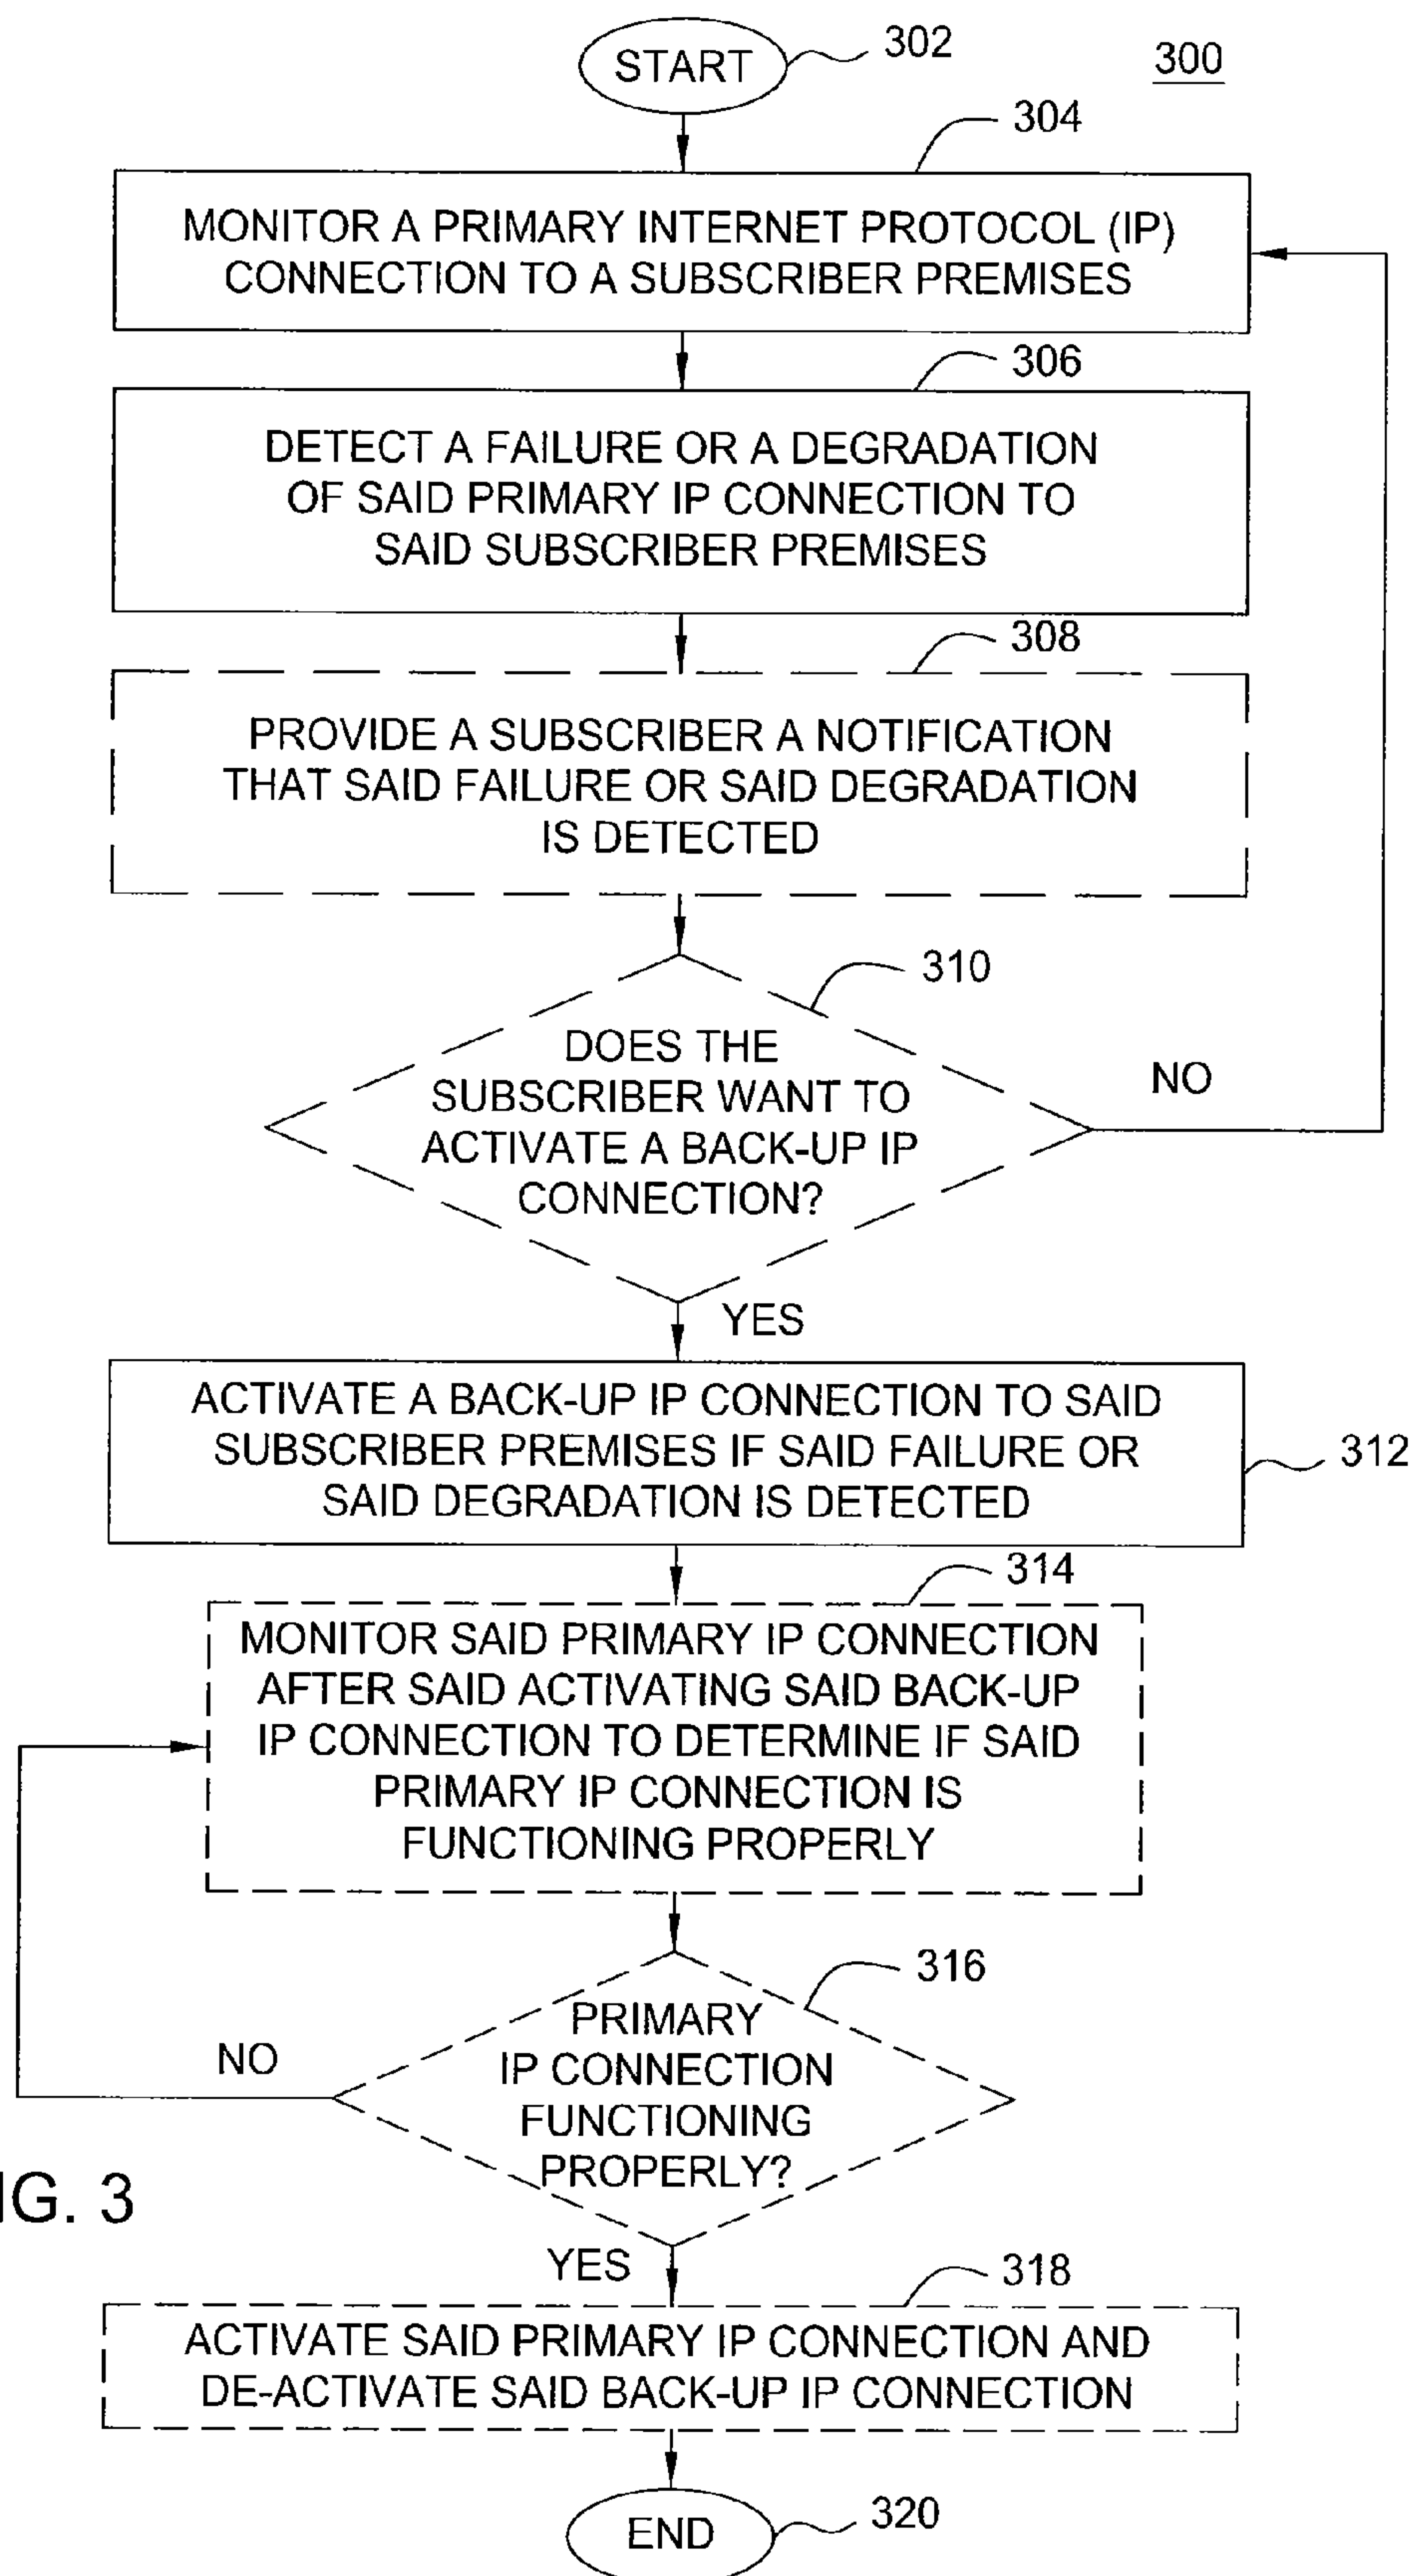 START
302
300
304
MONITOR A PRIMARY INTERNET PROTOCOL (IP)
CONNECTION TO A SUBSCRIBER PREMISES
306
DETECT A FAILURE OR A DEGRADATION
OF SAID PRIMARY IP CONNECTION TO
SAID SUBSCRIBER PREMISES
308
PROVIDE A SUBSCRIBER A NOTIFICATION
THAT SAID FAILURE OR SAID DEGRADATION
IS DETECTED
310
DOES THE
SUBSCRIBER WANT TO
ACTIVATE A BACK-UP IP
CONNECTION?
NO
YES
ACTIVATE A BACK-UP IP CONNECTION TO SAID
SUBSCRIBER PREMISES IF SAID FAILURE OR
SAID DEGRADATION IS DETECTED
312
314
MONITOR SAID PRIMARY IP CONNECTION
AFTER SAID ACTIVATING SAID BACK-UP
IP CONNECTION TO DETERMINE IF SAID
PRIMARY IP CONNECTION IS
FUNCTIONING PROPERLY
316
PRIMARY
IP CONNECTION
FUNCTIONING
PROPERLY?
NO
IG. 3
YES
318
ACTIVATE SAID PRIMARY IP CONNECTION AND
DE-ACTIVATE SAID BACK-UP IP CONNECTION
END
320